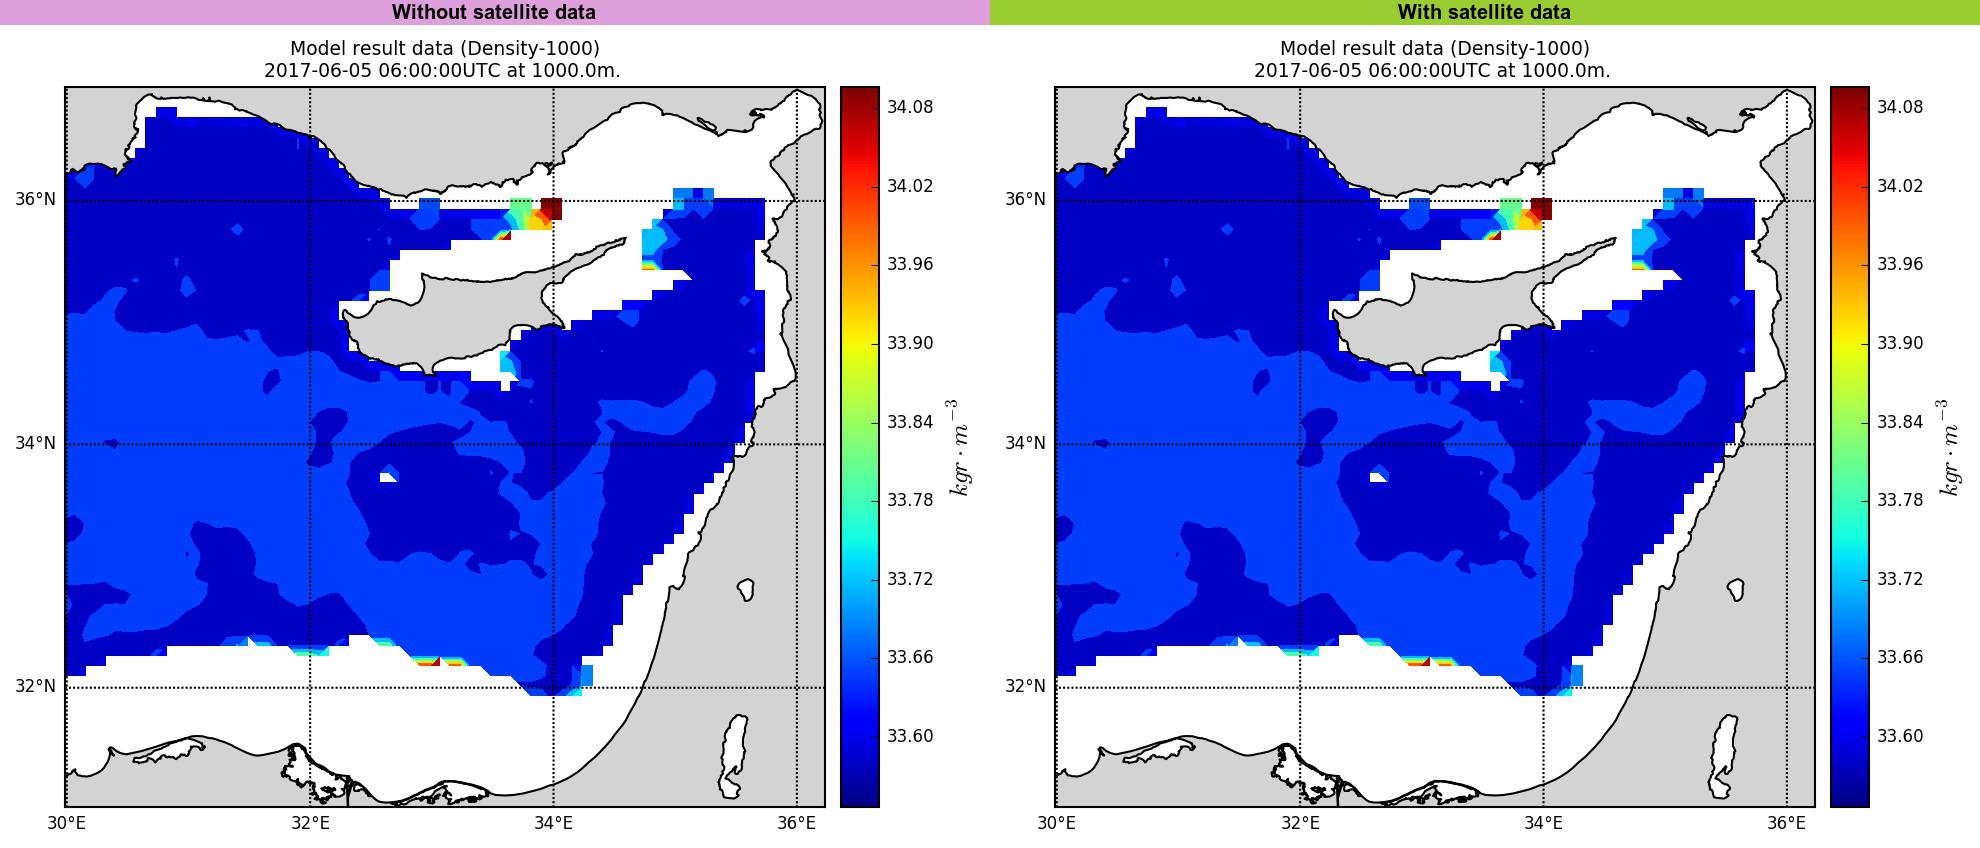 Without satellite data
Model result data (Density-1000)
2017-06-05 06:00:00UTC at 1000.0m.
36°N
34°N
32°N
30°E
32°E
34°E
36°E
34.08
34.02
33.96
33.90
33.84
33.78
33.72
33.66
33.60
kgr · m⁻³
With satellite data
Model result data (Density-1000)
2017-06-05 06:00:00UTC at 1000.0m.
36°N
34°N
32°N
30°E
32°E
34°E
36°E
34.08
34.02
33.96
33.90
33.84
33.78
33.72
33.66
33.60
kgr · m⁻³